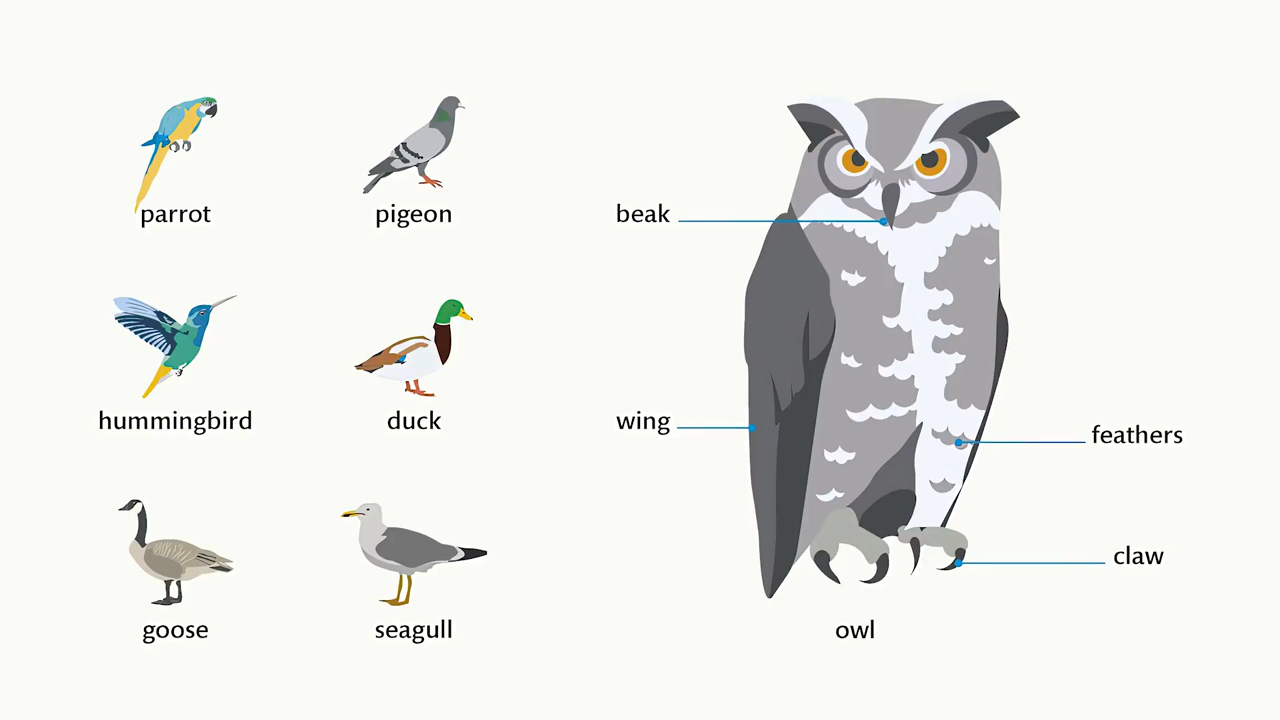 parrot
pigeon
hummingbird
duck
goose
seagull
beak
wing
feathers
claw
owl